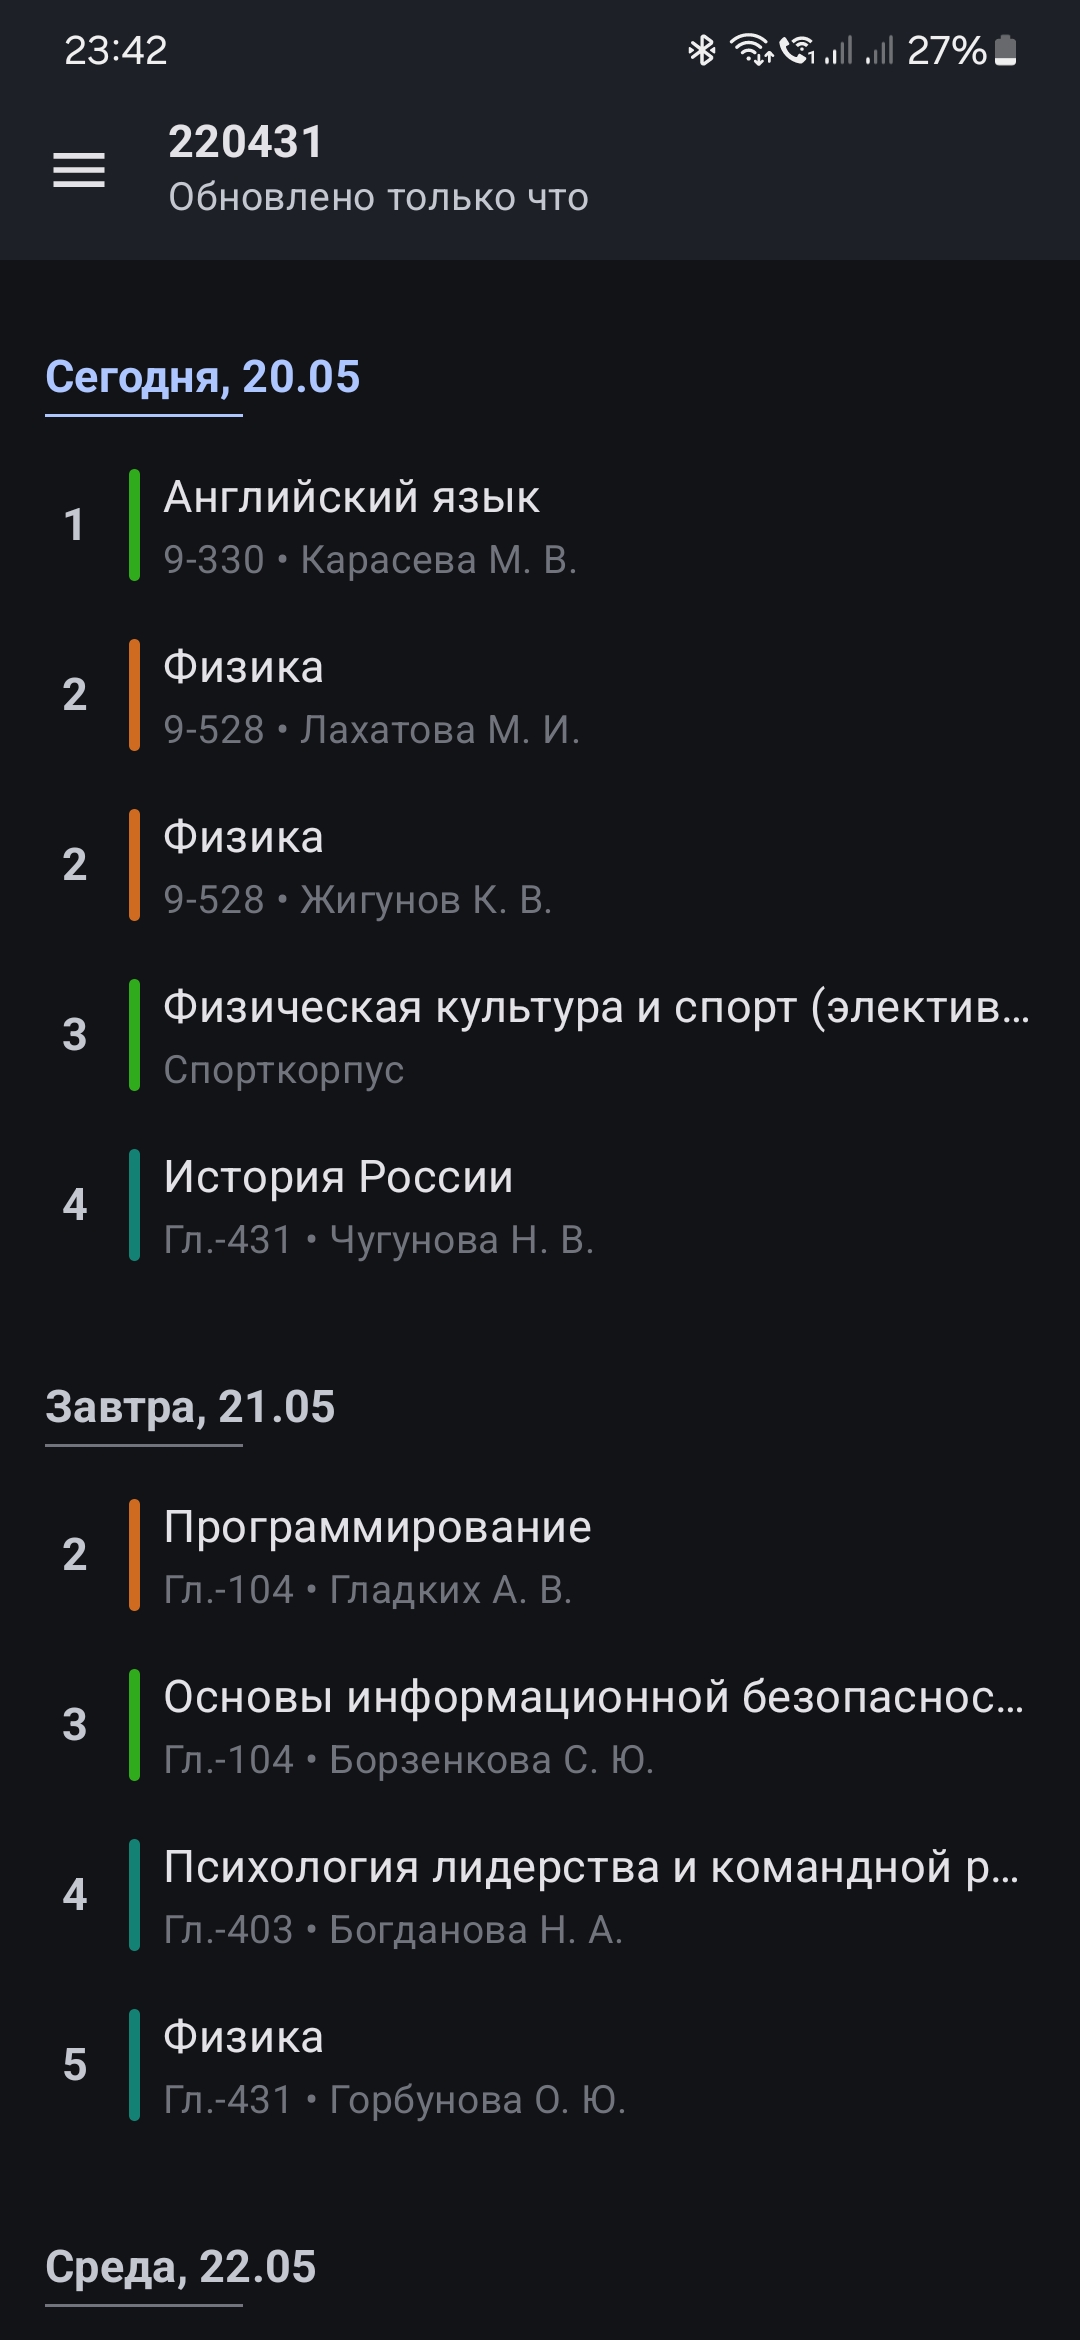 23:42
27%
220431
Обновлено только что
Сегодня, 20.05
1
Английский язык
9-330 • Карасева М. В.
2
Физика
9-528 • Лахатова М. И.
2
Физика
9-528 • Жигунов К. В.
3
Физическая культура и спорт (электив...
Спорткорпус
4
История России
Гл.-431 • Чугунова Н. В.
Завтра, 21.05
2
Программирование
Гл.-104 • Гладких А. В.
3
Основы информационной безопаснос...
Гл.-104 • Борзенкова С. Ю.
4
Психология лидерства и командной р...
Гл.-403 • Богданова Н. А.
5
Физика
Гл.-431 • Горбунова О. Ю.
Среда, 22.05